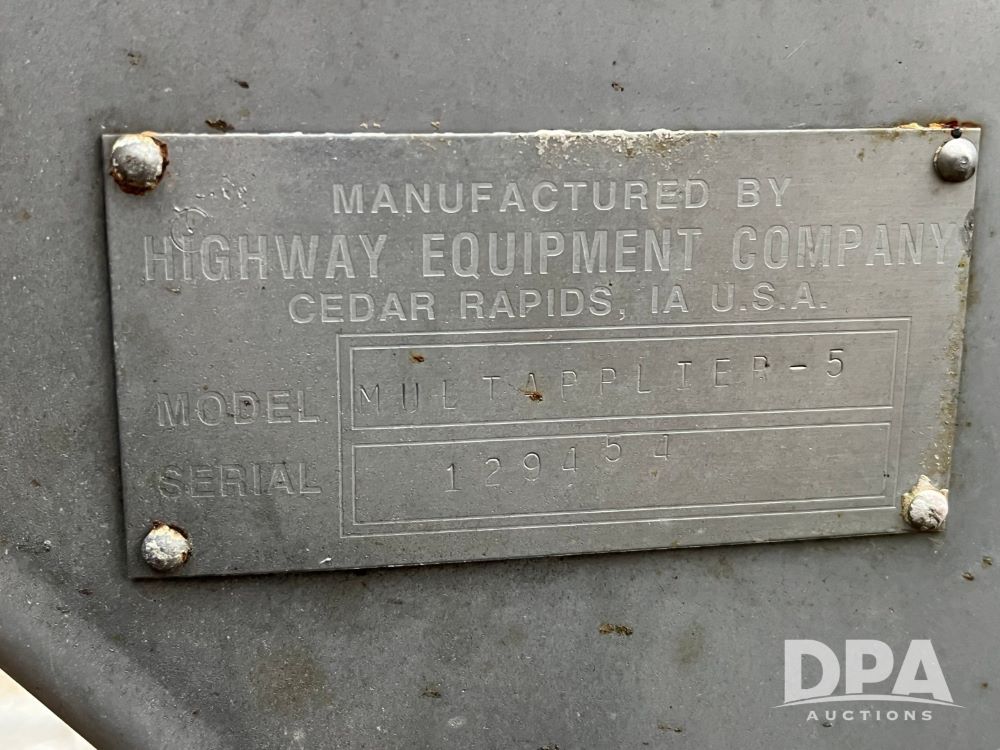 MANUFACTURED BY
HIGHWAY EQUIPMENT COMPANY
CEDAR RAPIDS, IA U.S.A.
MODEL MULTAPPLIER-5
SERIAL 129454
DPA
AUCTIONS